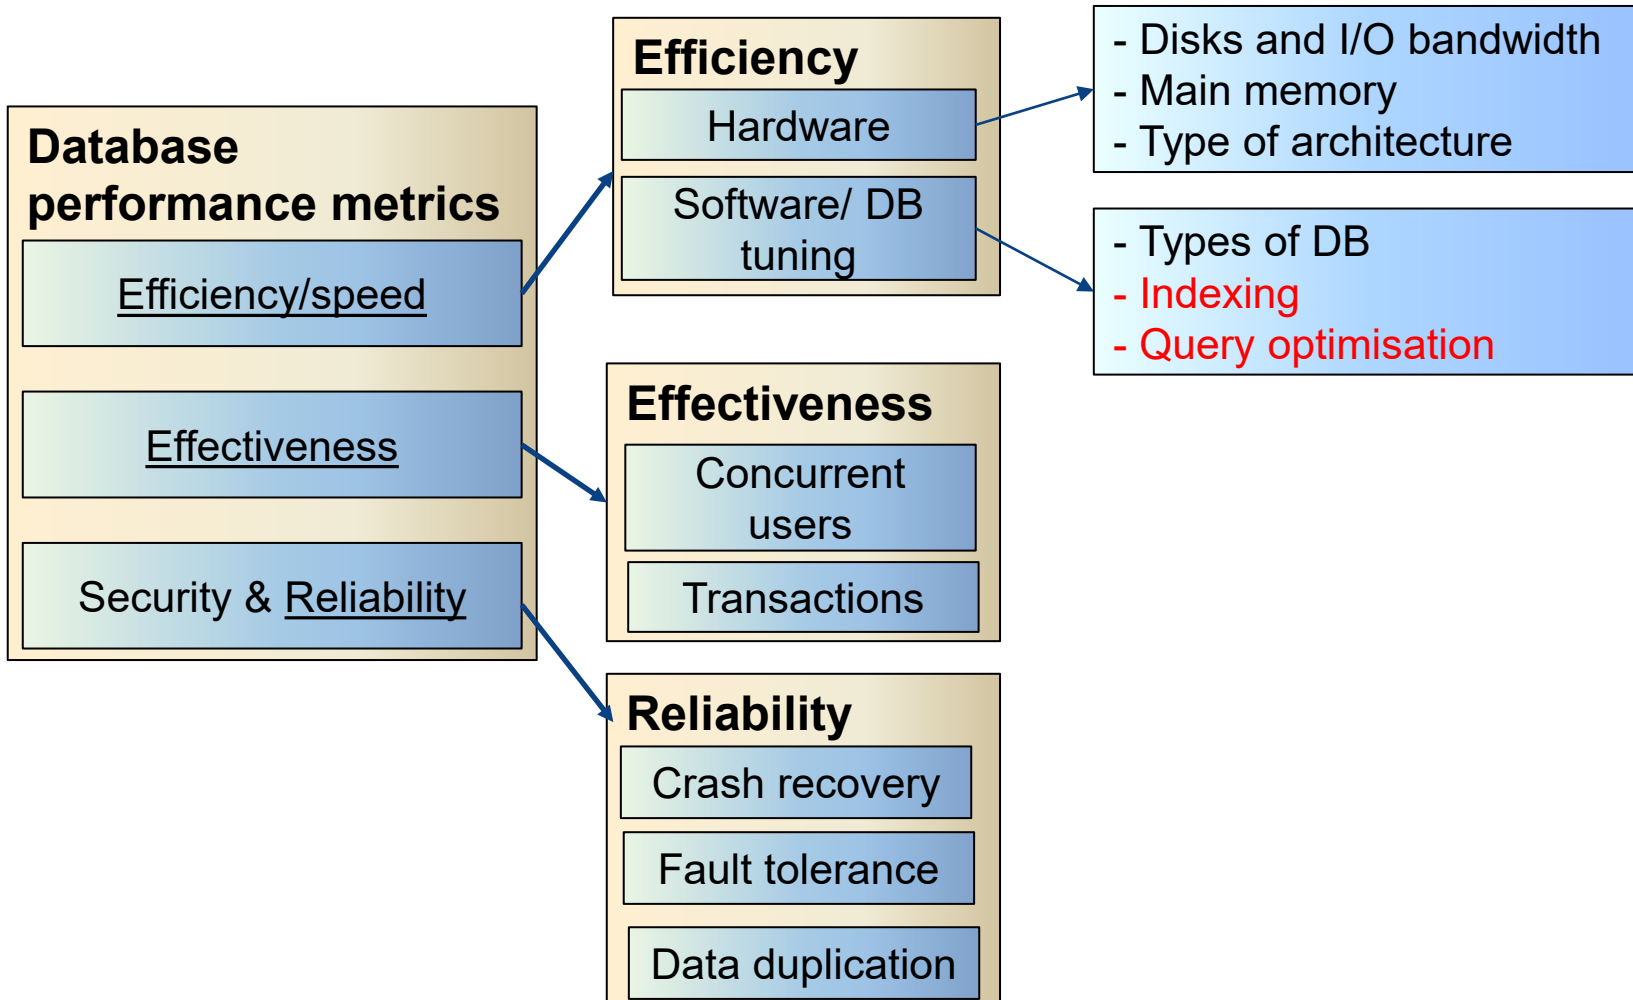 Database
performance metrics
Efficiency/speed
Effectiveness
Security & Reliability
Efficiency
Hardware
Software/ DB
tuning
Effectiveness
Concurrent
users
Transactions
Reliability
Crash recovery
Fault tolerance
Data duplication
- Disks and I/O bandwidth
- Main memory
- Type of architecture
- Types of DB
- Indexing
- Query optimisation